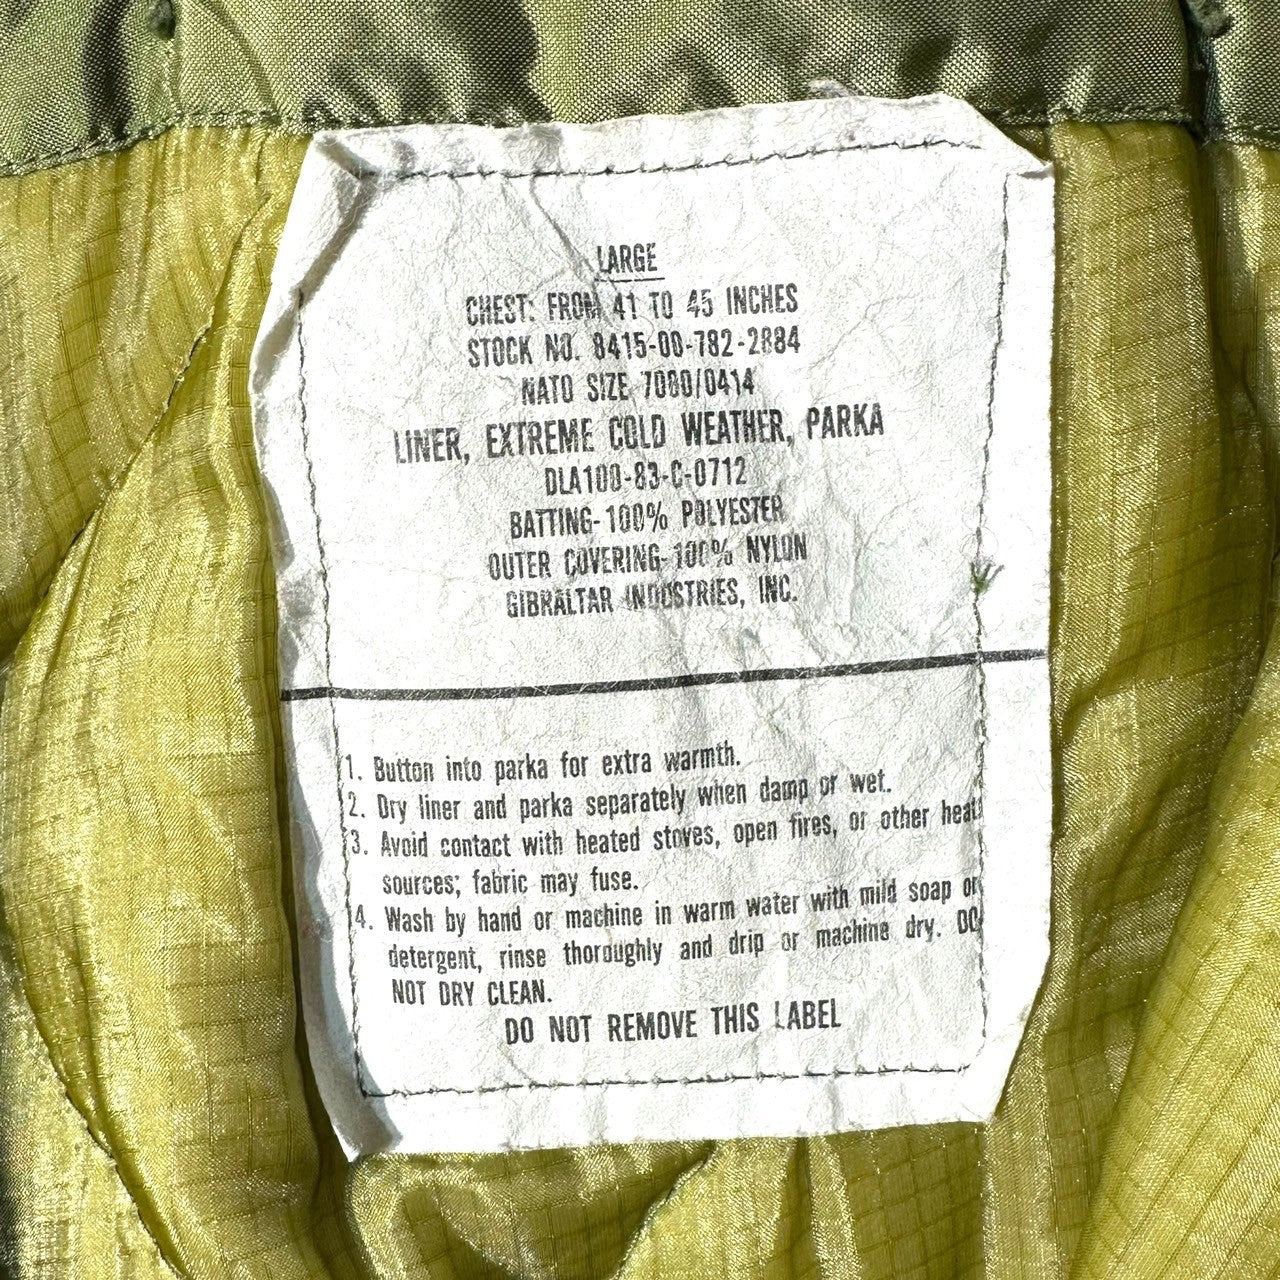 LARGE
CHEST: FROM 41 TO 45 INCHES
STOCK NO. 8415-00-782-2884
NATO SIZE 7080/0414
LINER, EXTREME COLD WEATHER, PARKA
DLA100-83-C-0712
BATTING-100% POLYESTER
OUTER COVERING-100% NYLON
GIBRALTAR INDUSTRIES, INC.
1. Button into parka for extra warmth.
2. Dry liner and parka separately when damp or wet.
3. Avoid contact with heated stoves, open fires, or other heat
sources; fabric may fuse.
4. Wash by hand or machine in warm water with mild soap or
detergent, rinse thoroughly and drip or machine dry. DO
NOT DRY CLEAN.
DO NOT REMOVE THIS LABEL